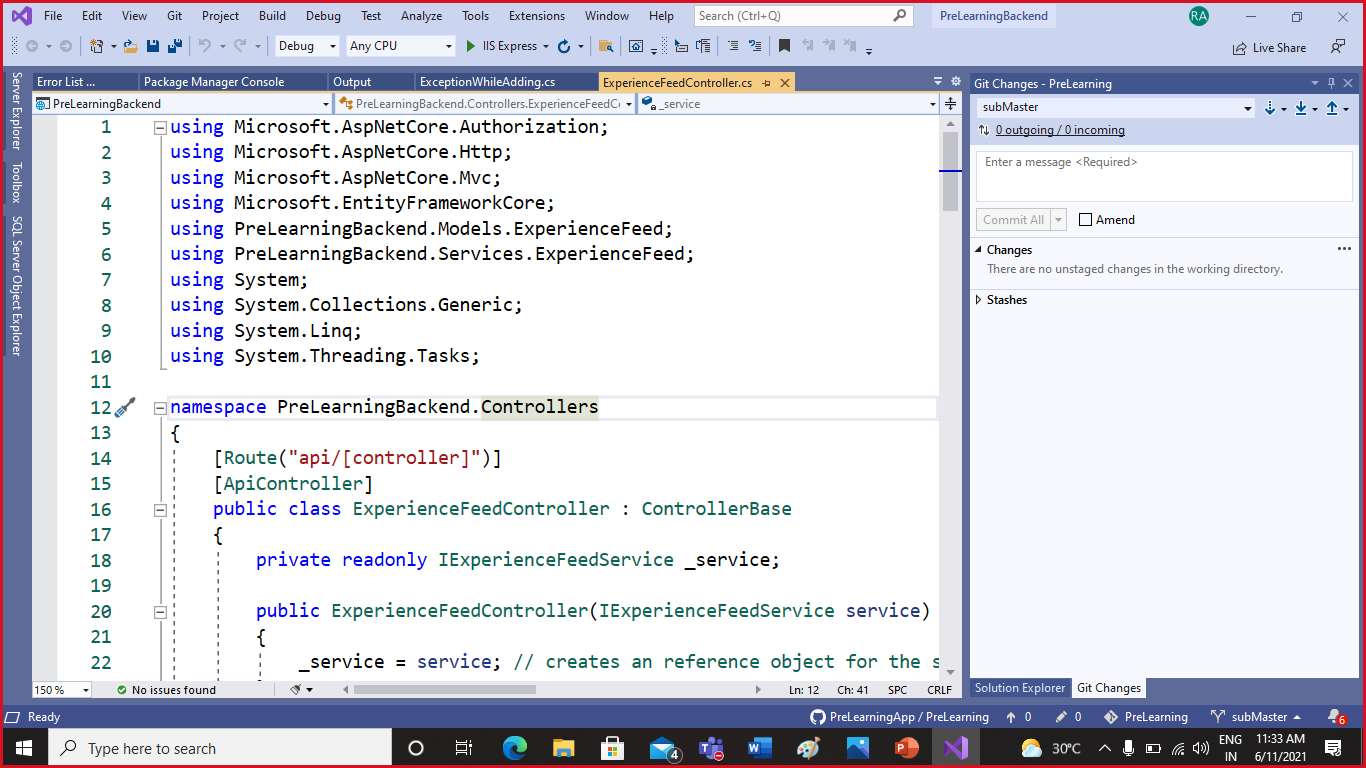 File Edit View Git Project Build Debug Test Analyze Tools Extensions Window Help Search (Ctrl+Q) PreLearningBackend RA
Debug Any CPU IIS Express Live Share
Error List ... Package Manager Console Output ExceptionWhileAdding.cs ExperienceFeedController.cs
PreLearningBackend PreLearningBackend.Controllers.ExperienceFeedC _service
Server Explorer
Toolbox
SQL Server Object Explorer
1 using Microsoft.AspNetCore.Authorization;
2 using Microsoft.AspNetCore.Http;
3 using Microsoft.AspNetCore.Mvc;
4 using Microsoft.EntityFrameworkCore;
5 using PreLearningBackend.Models.ExperienceFeed;
6 using PreLearningBackend.Services.ExperienceFeed;
7 using System;
8 using System.Collections.Generic;
9 using System.Linq;
10 using System.Threading.Tasks;
11
12 namespace PreLearningBackend.Controllers
13 {
14 [Route("api/[controller]")]
15 [ApiController]
16 public class ExperienceFeedController : ControllerBase
17 {
18 private readonly IExperienceFeedService _service;
19
20 public ExperienceFeedController(IExperienceFeedService service)
21 {
22 _service = service; // creates an reference object for the s
150 % No issues found Ln: 12 Ch: 41 SPC CRLF
Git Changes - PreLearning
subMaster
0 outgoing / 0 incoming
Enter a message <Required>
Commit All Amend
Changes
There are no unstaged changes in the working directory.
Stashes
Solution Explorer Git Changes
Ready PreLearningApp / PreLearning 0 0 PreLearning subMaster 6
Type here to search 4 30°C ENG IN 11:33 AM 6/11/2021